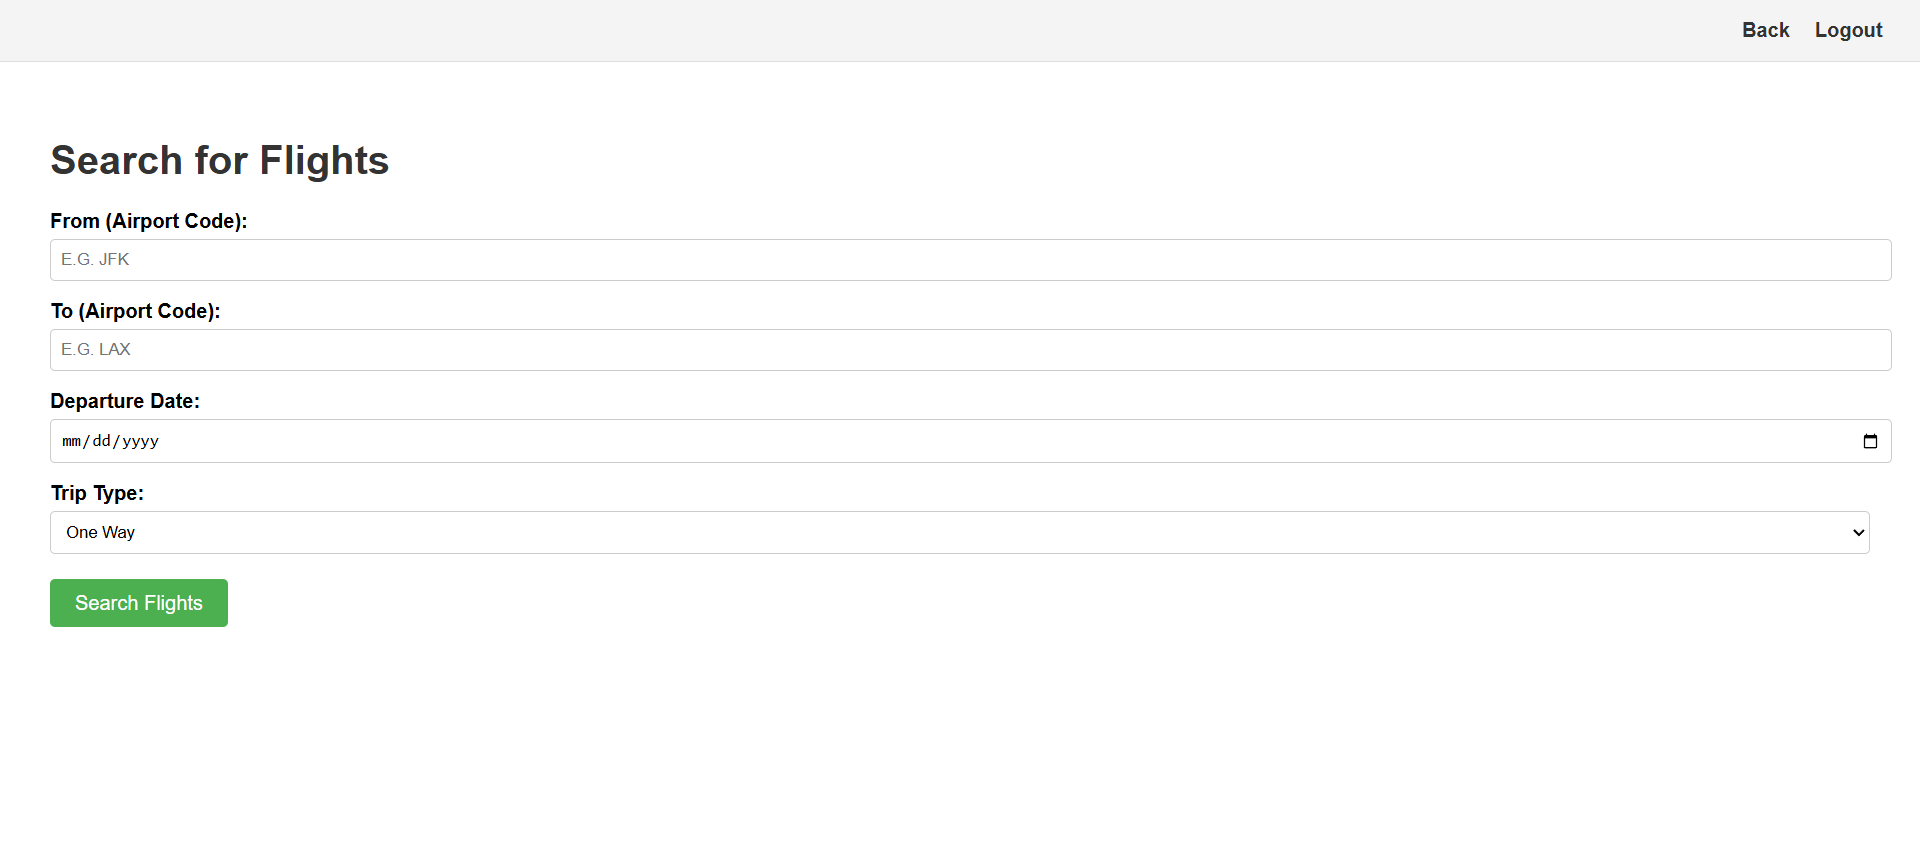 Back Logout
Search for Flights
From (Airport Code):
E.G. JFK
To (Airport Code):
E.G. LAX
Departure Date:
mm/dd/yyyy
Trip Type:
One Way
Search Flights